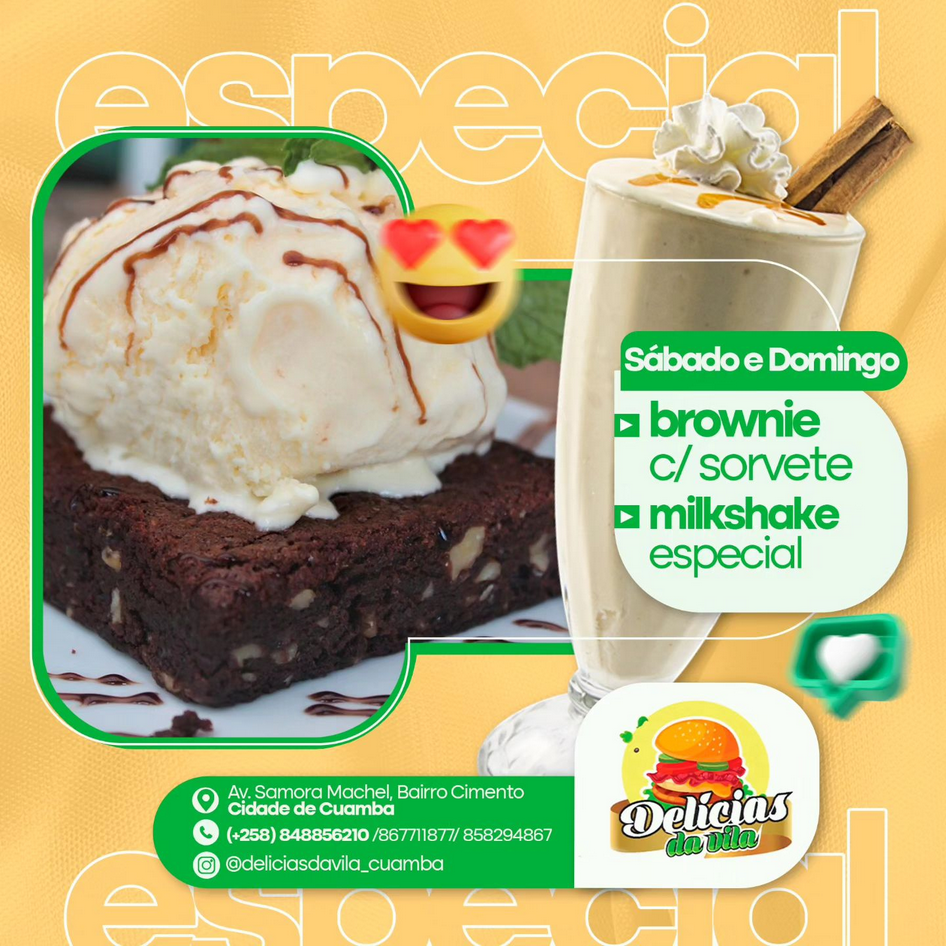 especial
Sábado e Domingo
brownie
c/ sorvete
milkshake
especial
Av. Samora Machel, Bairro Cimento
Cidade de Cuamba
(+258) 848856210 /867711877/ 858294867
@deliciasdavila_cuamba
Delícias
da vila
especial